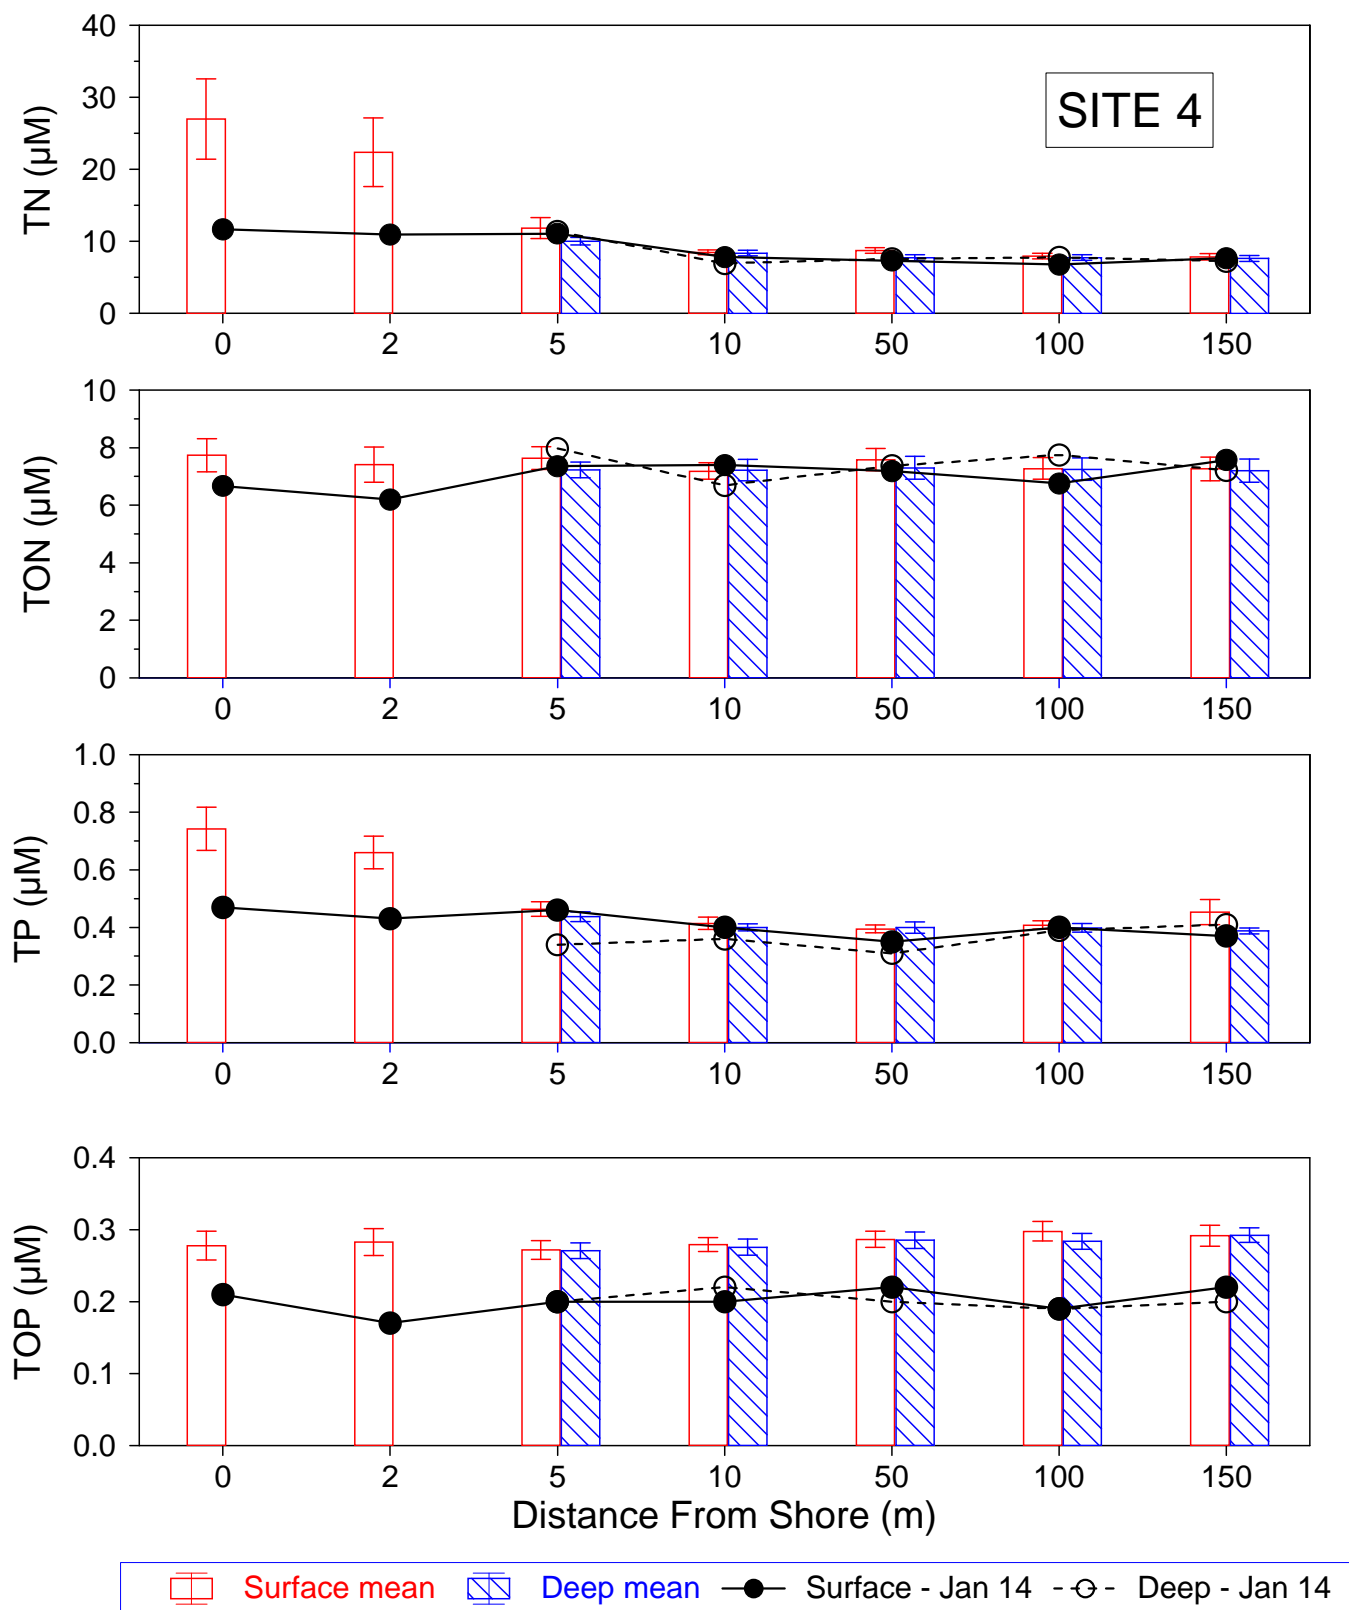 40
30
20
10
0
TN (µM)
SITE 4
0 2 5 10 50 100 150
10
8
6
4
2
0
TON (µM)
0 2 5 10 50 100 150
1.0
0.8
0.6
0.4
0.2
0.0
TP (µM)
0 2 5 10 50 100 150
0.4
0.3
0.2
0.1
0.0
TOP (µM)
0 2 5 10 50 100 150
Distance From Shore (m)
Surface mean Deep mean Surface - Jan 14 Deep - Jan 14